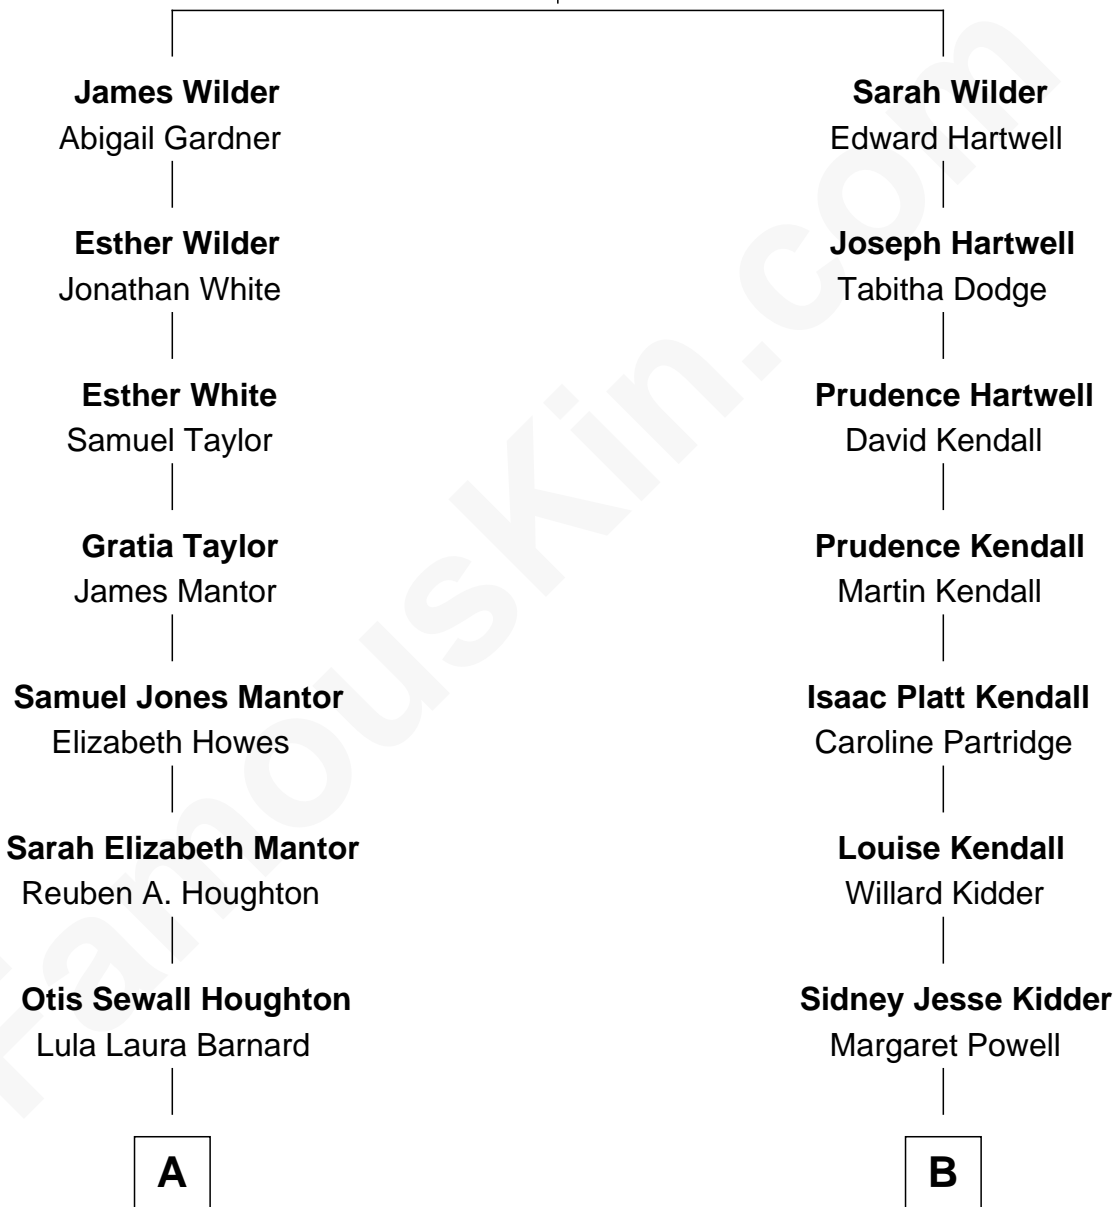 James Wilder
Abigail Gardner
Esther Wilder
Jonathan White
Esther White
Samuel Taylor
Gratia Taylor
James Mantor
Samuel Jones Mantor
Elizabeth Howes
Sarah Elizabeth Mantor
Reuben A. Houghton
Otis Sewall Houghton
Lula Laura Barnard
A
Sarah Wilder
Edward Hartwell
Joseph Hartwell
Tabitha Dodge
Prudence Hartwell
David Kendall
Prudence Kendall
Martin Kendall
Isaac Platt Kendall
Caroline Partridge
Louise Kendall
Willard Kidder
Sidney Jesse Kidder
Margaret Powell
B
FamousKin.com